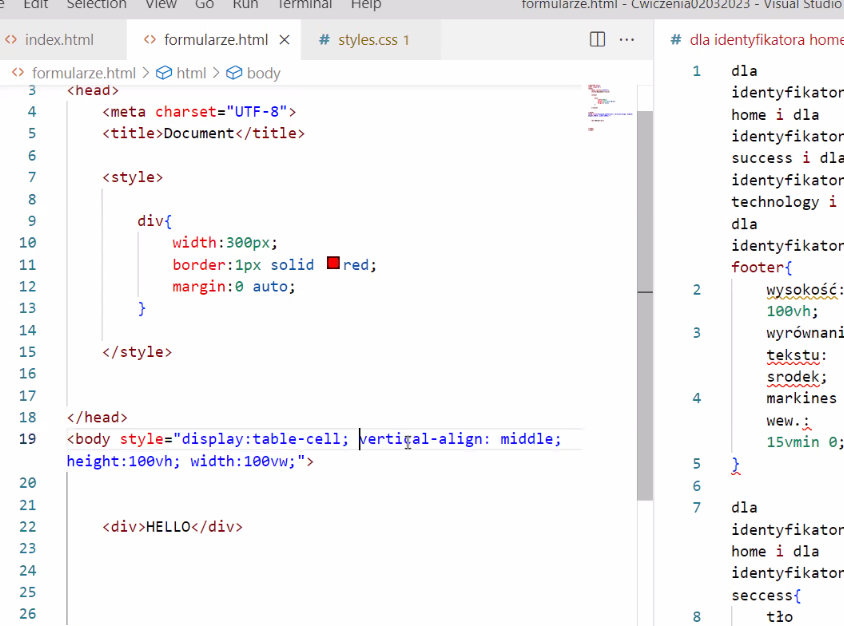 Edit Selection View Go Run Terminal Help formularze.html - Cwiczenia02032023 - Visual Studio
<> index.html <> formularze.html × # styles.css 1
<> formularze.html > html > body
3 <head>
4 <meta charset="UTF-8">
5 <title>Document</title>
6
7 <style>
8
9 div{
10 width:300px;
11 border:1px solid red;
12 margin:0 auto;
13 }
14
15 </style>
16
17
18 </head>
19 <body style="display:table-cell; vertical-align: middle;
height:100vh; width:100vw;">
20
21
22 <div>HELLO</div>
23
24
25
26
# dla identyfikatora home
1 dla
identyfikator
home i dla
identyfikator
success i dla
identyfikator
technology i
dla
identyfikator
footer{
2 wysokość:
100vh;
3 wyrównani
tekstu:
srodek;
4 markines
wew.:
15vmin 0;
5 }
6
7 dla
identyfikator
home i dla
identyfikator
seccess{
8 tło